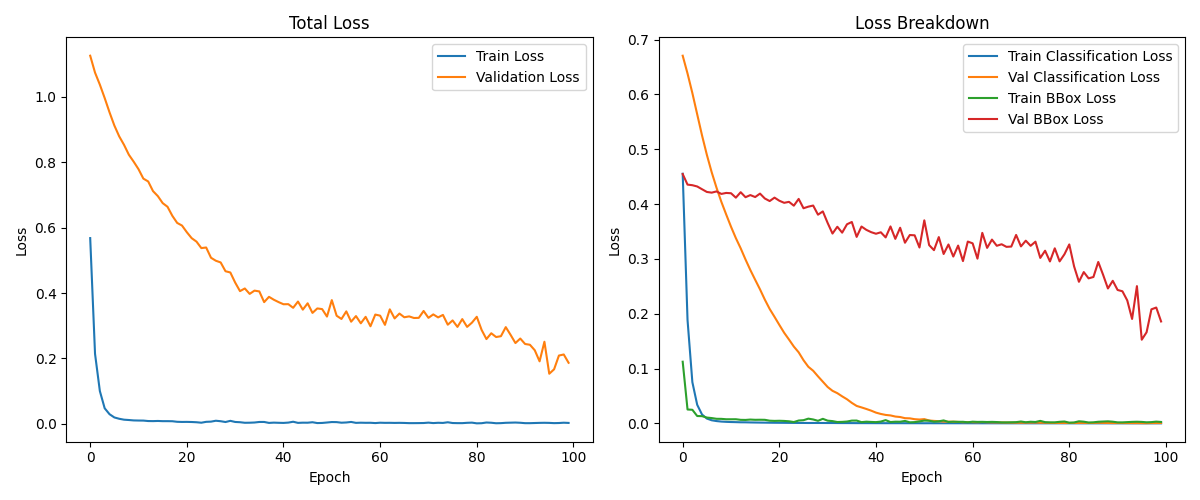 Total Loss
Train Loss
Validation Loss
Loss
1.0
0.8
0.6
0.4
0.2
0.0
0 20 40 60 80 100
Epoch
Loss Breakdown
Train Classification Loss
Val Classification Loss
Train BBox Loss
Val BBox Loss
Loss
0.7
0.6
0.5
0.4
0.3
0.2
0.1
0.0
0 20 40 60 80 100
Epoch